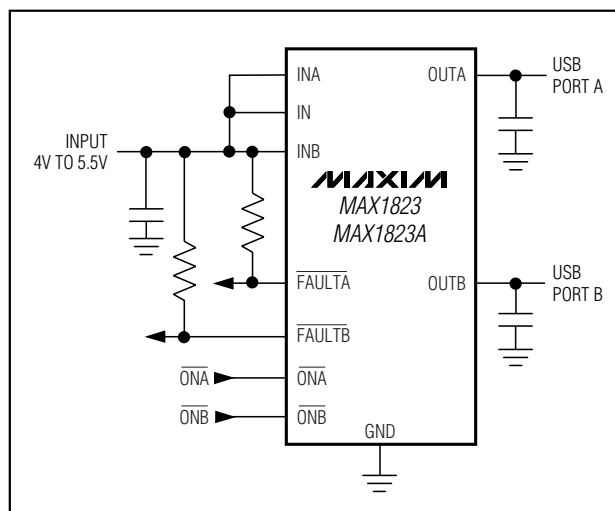 INA
OUTA
USB
PORT A
IN
INPUT
4V TO 5.5V
INB
MAXIM
MAX1823
MAX1823A
FAULTA
OUTB
USB
PORT B
FAULTB
ONA
ONA
ONB
ONB
GND